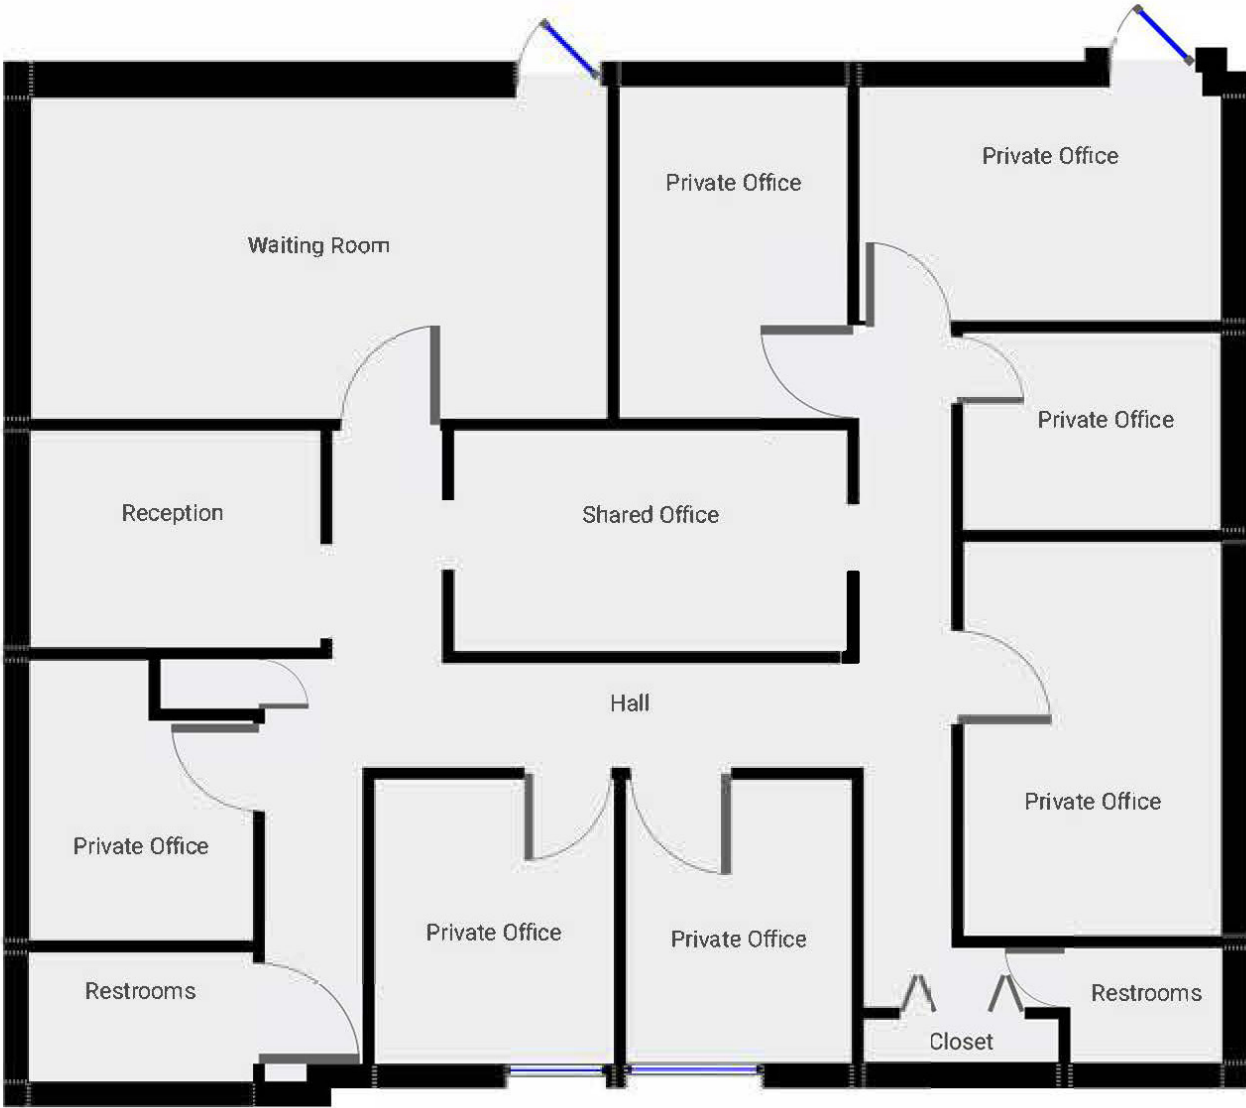 Private Office
Private Office
Waiting Room
Private Office
Reception
Shared Office
Hall
Private Office
Private Office
Private Office
Private Office
Restrooms
Restrooms
Closet